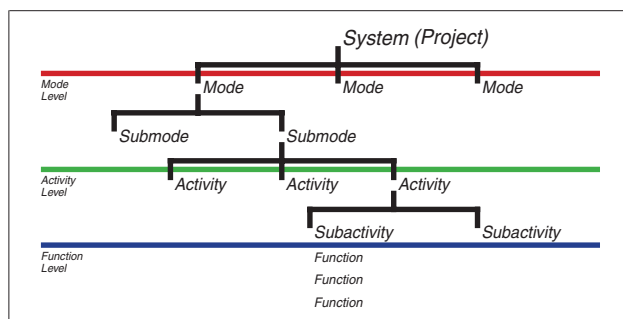 System (Project)
Mode Level
Mode Mode Mode
Submode Submode
Activity Level
Activity Activity Activity
Subactivity Subactivity
Function Level
Function
Function
Function